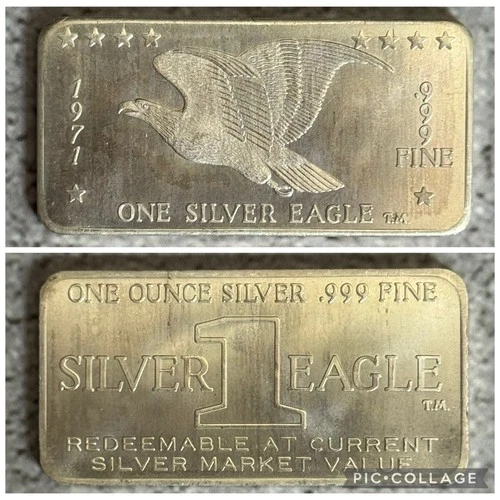 1971
.999
FINE
ONE SILVER EAGLE T.M.
ONE OUNCE SILVER .999 FINE
SILVER 1 EAGLE
T.M.
REDEEMABLE AT CURRENT
SILVER MARKET VALUE
PIC•COLLAGE